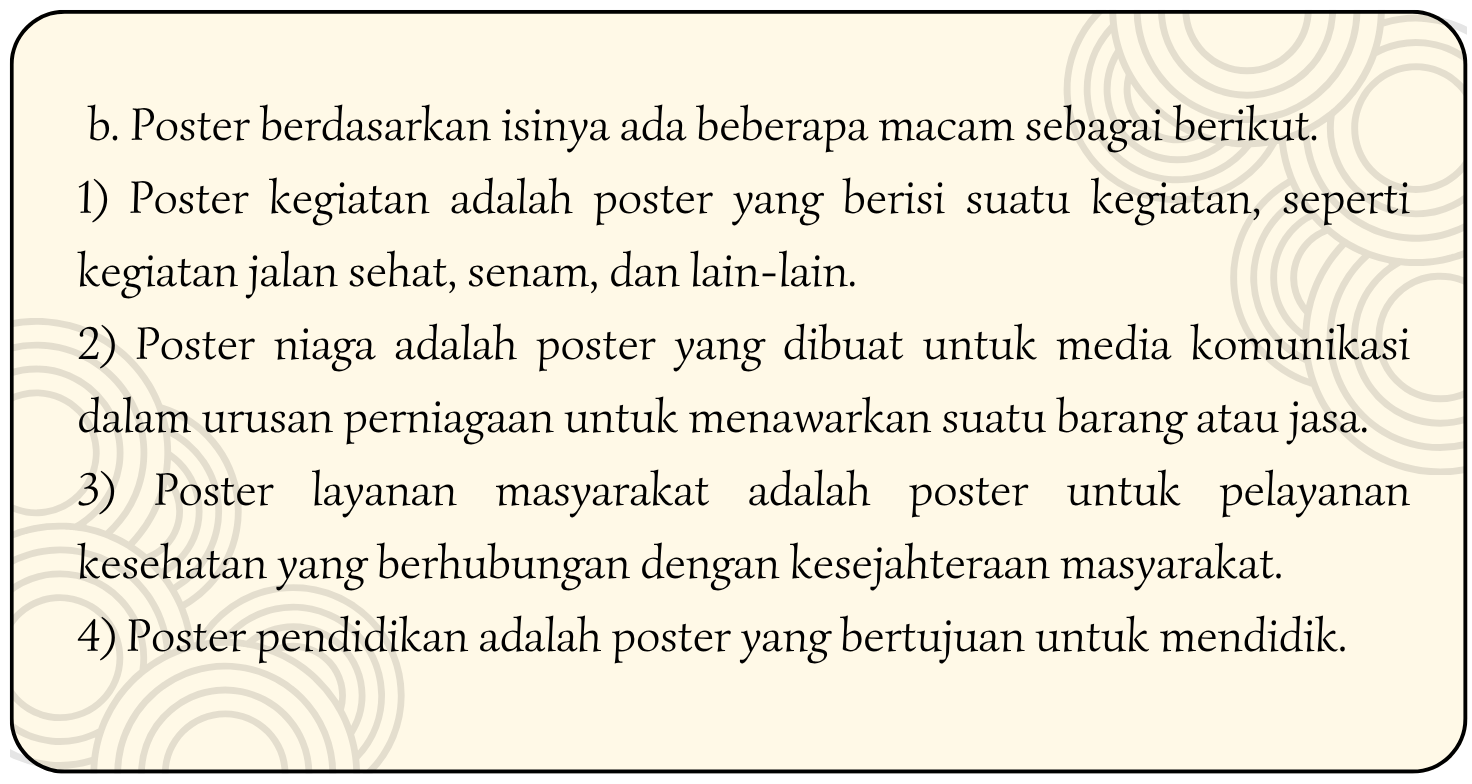 b. Poster berdasarkan isinya ada beberapa macam sebagai berikut.
1) Poster kegiatan adalah poster yang berisi suatu kegiatan, seperti
kegiatan jalan sehat, senam, dan lain-lain.
2) Poster niaga adalah poster yang dibuat untuk media komunikasi
dalam urusan perniagaan untuk menawarkan suatu barang atau jasa.
3) Poster layanan masyarakat adalah poster untuk pelayanan
kesehatan yang berhubungan dengan kesejahteraan masyarakat.
4) Poster pendidikan adalah poster yang bertujuan untuk mendidik.